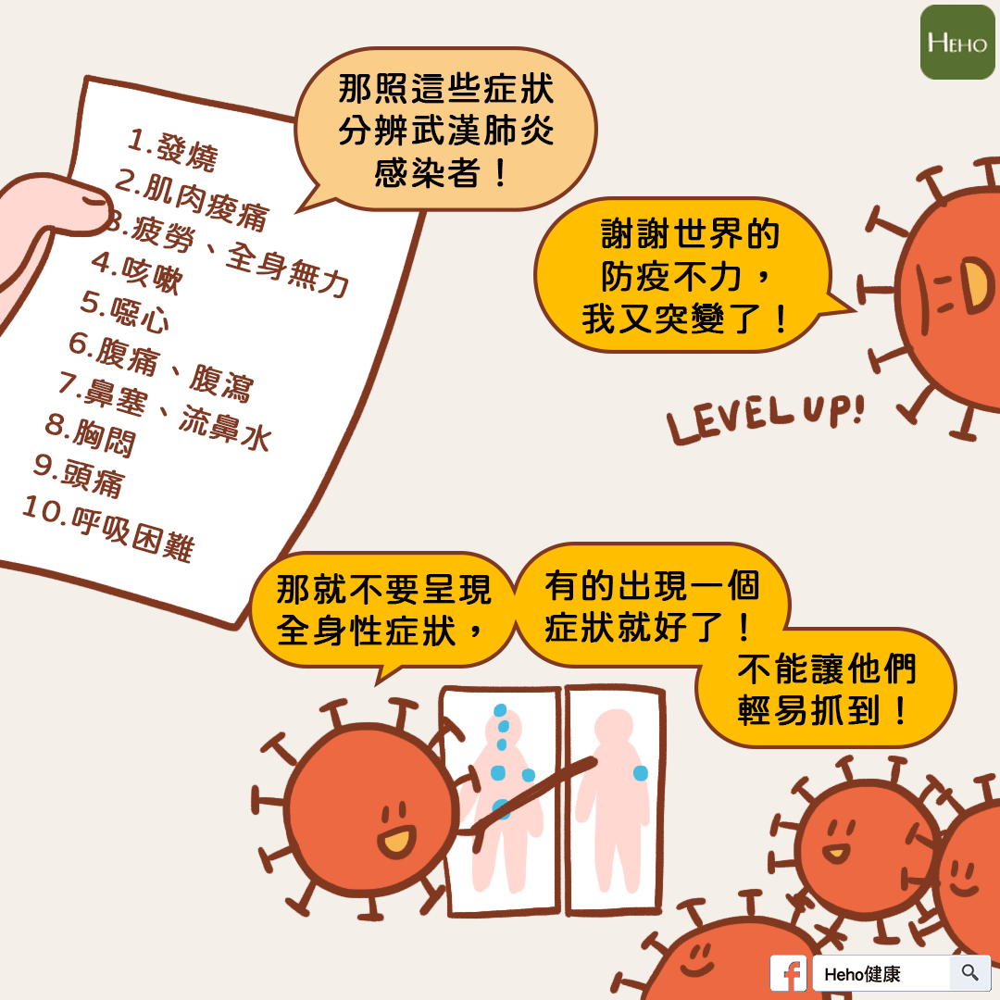 HEHO
那照這些症狀
分辨武漢肺炎
感染者！
1.發燒
2.肌肉痠痛
3.疲勞、全身無力
4.咳嗽
5.噁心
6.腹痛、腹瀉
7.鼻塞、流鼻水
8.胸悶
9.頭痛
10.呼吸困難
謝謝世界的
防疫不力，
我又突變了！
LEVEL UP!
那就不要呈現
全身性症狀，
有的出現一個
症狀就好了！
不能讓他們
輕易抓到！
f
Heho健康